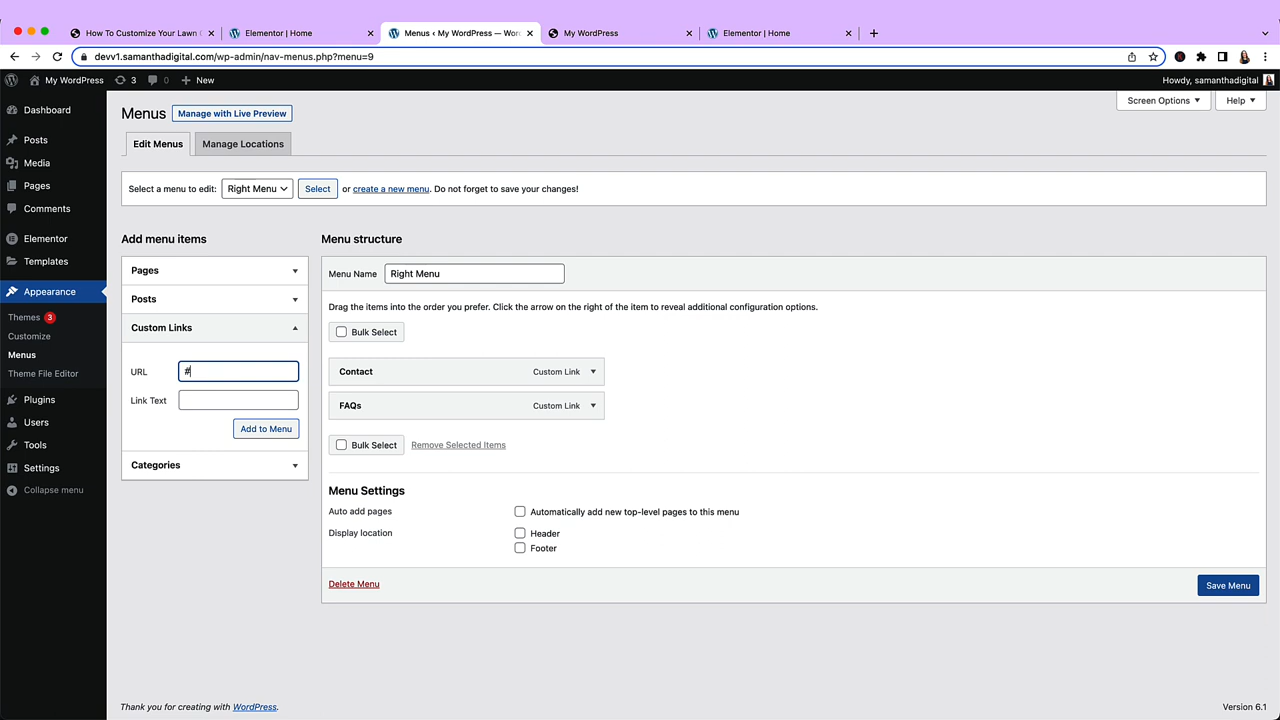 How To Customize Your Lawn
Elementor | Home
Menus ‹ My WordPress — Wor
My WordPress
Elementor | Home
devv1.samanthadigital.com/wp-admin/nav-menus.php?menu=9
My WordPress 3 0 New
Howdy, samanthadigital
Dashboard
Posts
Media
Pages
Comments
Elementor
Templates
Appearance
Themes 3
Customize
Menus
Theme File Editor
Plugins
Users
Tools
Settings
Collapse menu
Screen Options
Help
Menus Manage with Live Preview
Edit Menus Manage Locations
Select a menu to edit: Right Menu Select or create a new menu. Do not forget to save your changes!
Add menu items
Pages
Posts
Custom Links
URL #
Link Text
Add to Menu
Categories
Menu structure
Menu Name Right Menu
Drag the items into the order you prefer. Click the arrow on the right of the item to reveal additional configuration options.
Bulk Select
Contact Custom Link
FAQs Custom Link
Bulk Select Remove Selected Items
Menu Settings
Auto add pages Automatically add new top-level pages to this menu
Display location Header
Footer
Delete Menu Save Menu
Thank you for creating with WordPress.
Version 6.1